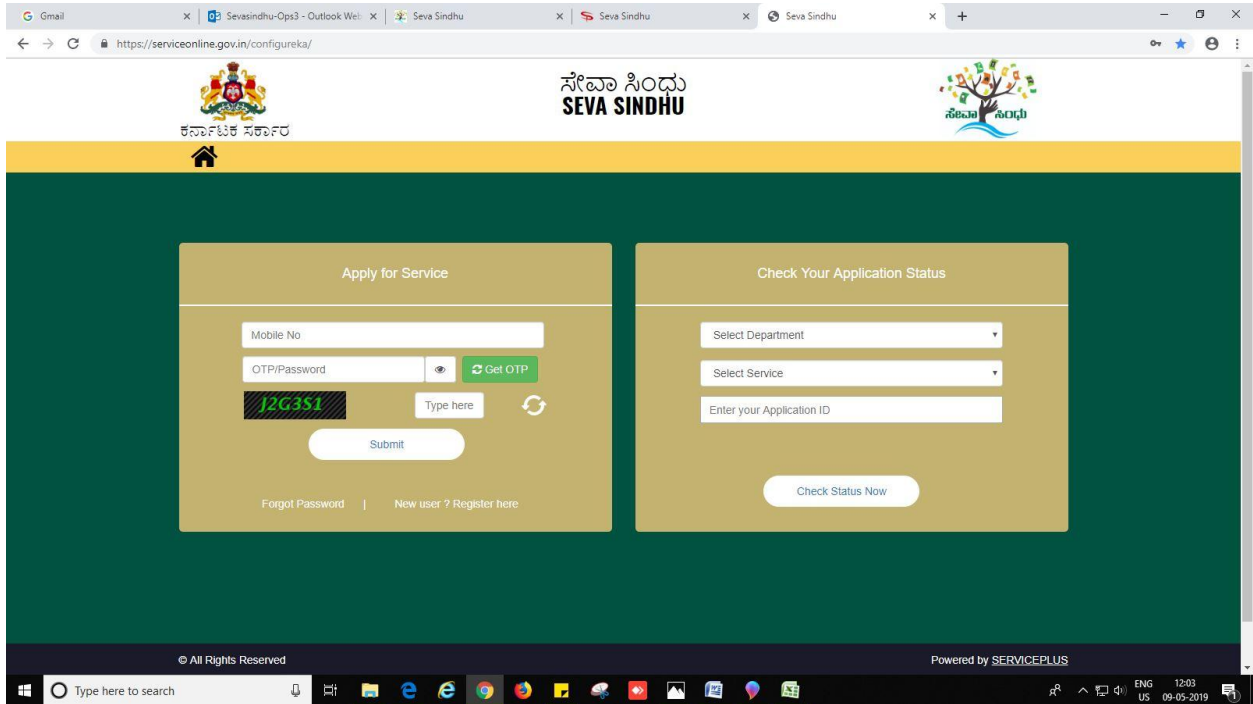 Gmail
Sevasindhu-Ops3 - Outlook Web
Seva Sindhu
Seva Sindhu
Seva Sindhu
https://serviceonline.gov.in/configureka/
ಕರ್ನಾಟಕ ಸರ್ಕಾರ
ಸೇವಾ ಸಿಂಧು
SEVA SINDHU
ಸೇವಾ ಸಿಂಧು
Apply for Service
Mobile No
OTP/Password
Get OTP
J2G3S1
Type here
Submit
Forgot Password | New user ? Register here
Check Your Application Status
Select Department
Select Service
Enter your Application ID
Check Status Now
© All Rights Reserved
Powered by SERVICEPLUS
Type here to search
ENG
US
12:03
09-05-2019